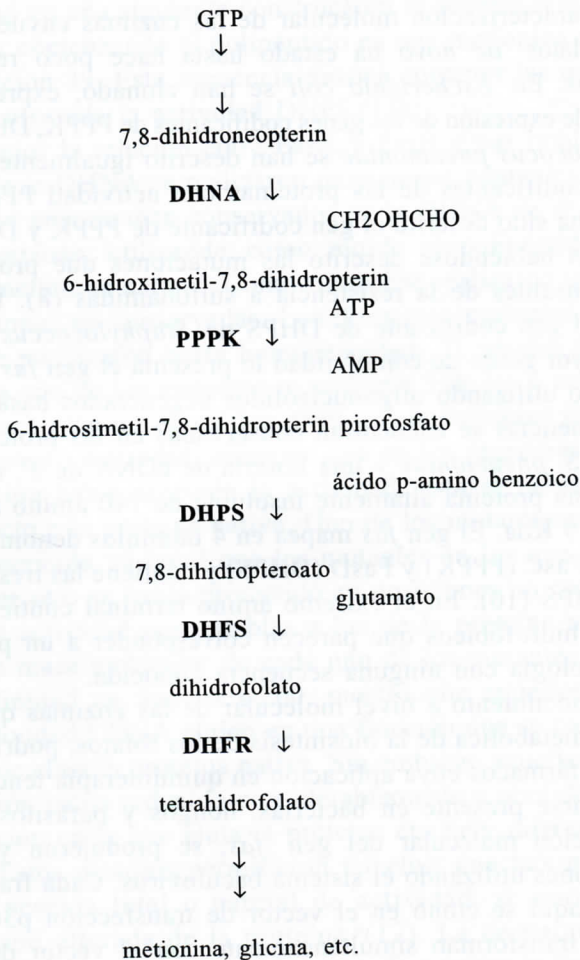 GTP
↓
↓
7,8-dihidroneopterin
DHNA ↓
CH2OHCHO
6-hidroximetil-7,8-dihidropterin
ATP
PPPK ↓
AMP
6-hidrosimetil-7,8-dihidropterin pirofosfato
ácido p-amino benzoico
DHPS ↓
7,8-dihidropteroato
glutamato
DHFS ↓
dihidrofolato
DHFR ↓
tetrahidrofolato
↓
↓
metionina, glicina, etc.